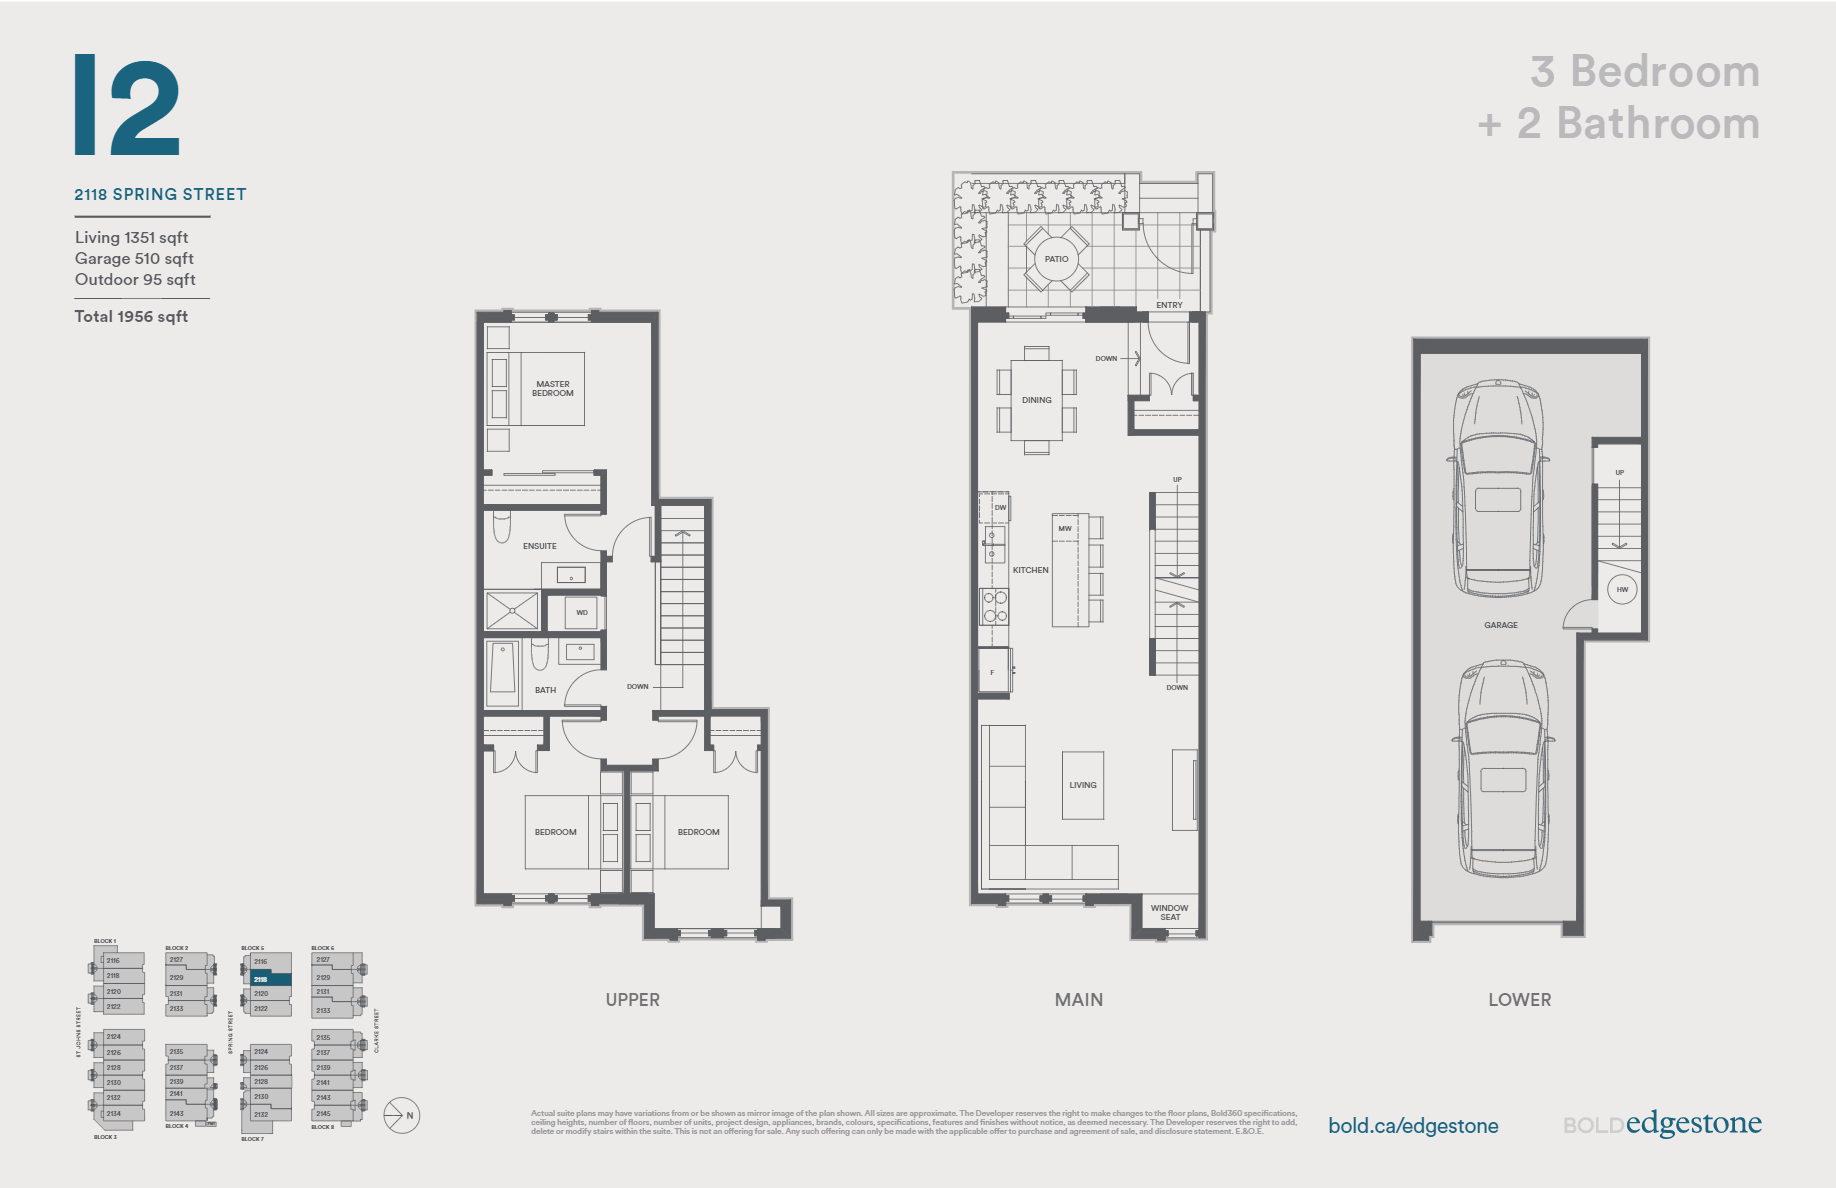 I2
3 Bedroom
+ 2 Bathroom
2118 SPRING STREET
Living 1351 sqft
Garage 510 sqft
Outdoor 95 sqft
Total 1956 sqft
MASTER
BEDROOM
ENSUITE
WD
BATH
DOWN
BEDROOM
BEDROOM
UPPER
PATIO
ENTRY
DOWN
DINING
UP
DW
MW
KITCHEN
F
DOWN
LIVING
WINDOW
SEAT
MAIN
UP
HW
GARAGE
LOWER
BLOCK 1
2116
2118
2120
2122
BLOCK 2
2127
2129
2131
2133
BLOCK 5
2116
2118
2120
2122
BLOCK 6
2127
2129
2131
2133
ST JOHNS STREET
SPRING STREET
CLARKE STREET
2124
2126
2128
2130
2132
2134
BLOCK 3
2135
2137
2139
2141
2143
BLOCK 4
2124
2126
2128
2130
2132
BLOCK 7
2135
2137
2139
2141
2143
2145
BLOCK 8
N
Actual suite plans may have variations from or be shown as mirror image of the plan shown. All sizes are approximate. The Developer reserves the right to make changes to the floor plans, Bold360 specifications,
ceiling heights, number of floors, number of units, project design, appliances, brands, colours, specifications, features and finishes without notice, as deemed necessary. The Developer reserves the right to add,
delete or modify stairs within the suite. This is not an offering for sale. Any such offering can only be made with the applicable offer to purchase and agreement of sale, and disclosure statement. E.&O.E.
bold.ca/edgestone
BOLD edgestone